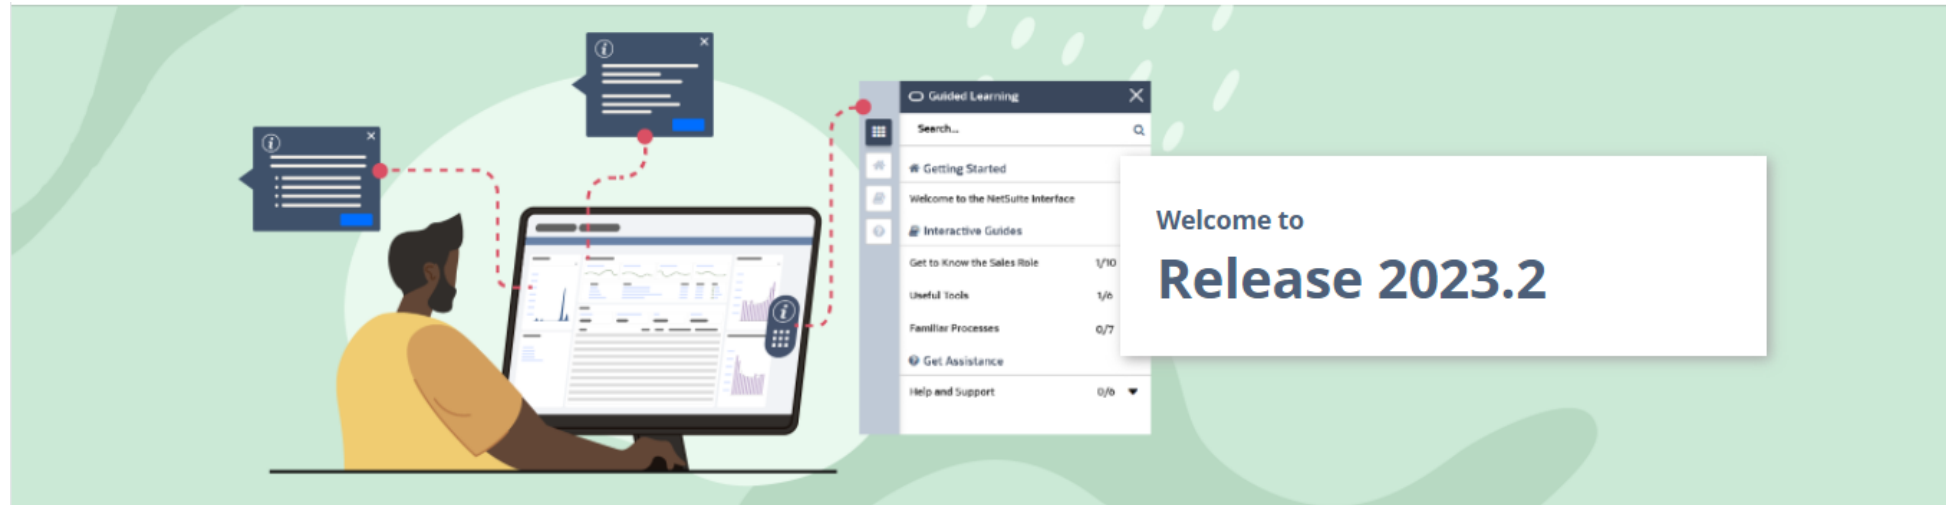 Guided Learning
Search...
Getting Started
Welcome to the NetSuite Interface
Interactive Guides
Get to Know the Sales Role 1/10
Useful Tools 1/6
Familiar Processes 0/7
Get Assistance
Help and Support 0/6
Welcome to
Release 2023.2